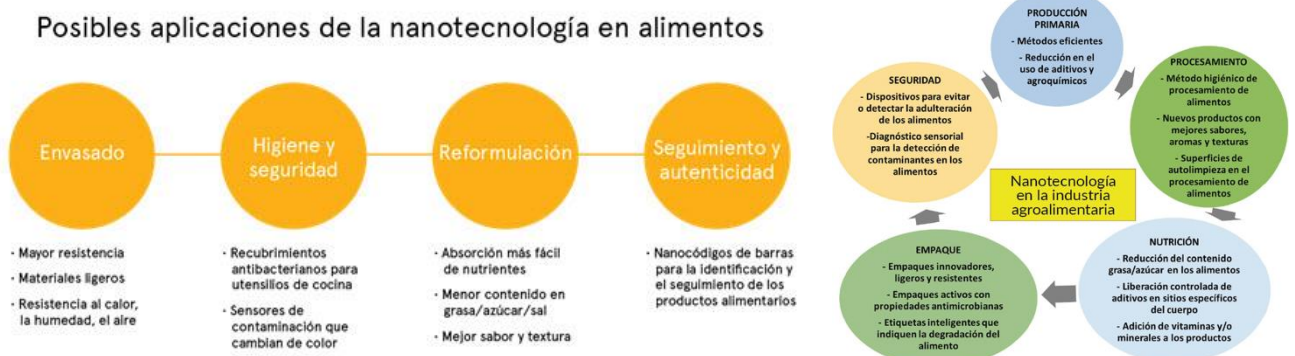 Posibles aplicaciones de la nanotecnología en alimentos
Envasado
· Mayor resistencia
· Materiales ligeros
· Resistencia al calor,
la humedad, el aire
Higiene y
seguridad
· Recubrimientos
antibacterianos para
utensilios de cocina
· Sensores de
contaminación que
cambian de color
Reformulación
· Absorción más fácil
de nutrientes
· Menor contenido en
grasa/azúcar/sal
· Mejor sabor y textura
Seguimiento y
autenticidad
· Nanocódigos de barras
para la identificación y
el seguimiento de los
productos alimentarios
PRODUCCIÓN
PRIMARIA
- Métodos eficientes
- Reducción en el
uso de aditivos y
agroquímicos
PROCESAMIENTO
- Método higiénico de
procesamiento de
alimentos
- Nuevos productos con
mejores sabores,
aromas y texturas
- Superficies de
autolimpieza en el
procesamiento de
alimentos
NUTRICIÓN
- Reducción del contenido
grasa/azúcar en los alimentos
- Liberación controlada de
aditivos en sitios específicos
del cuerpo
- Adición de vitaminas y/o
minerales a los productos
EMPAQUE
- Empaques innovadores,
ligeros y resistentes
- Empaques activos con
propiedades antimicrobianas
- Etiquetas inteligentes que
indiquen la degradación del
alimento
SEGURIDAD
- Dispositivos para evitar
o detectar la adulteración
de los alimentos
-Diagnóstico sensorial
para la detección de
contaminantes en los
alimentos
Nanotecnología
en la industria
agroalimentaria